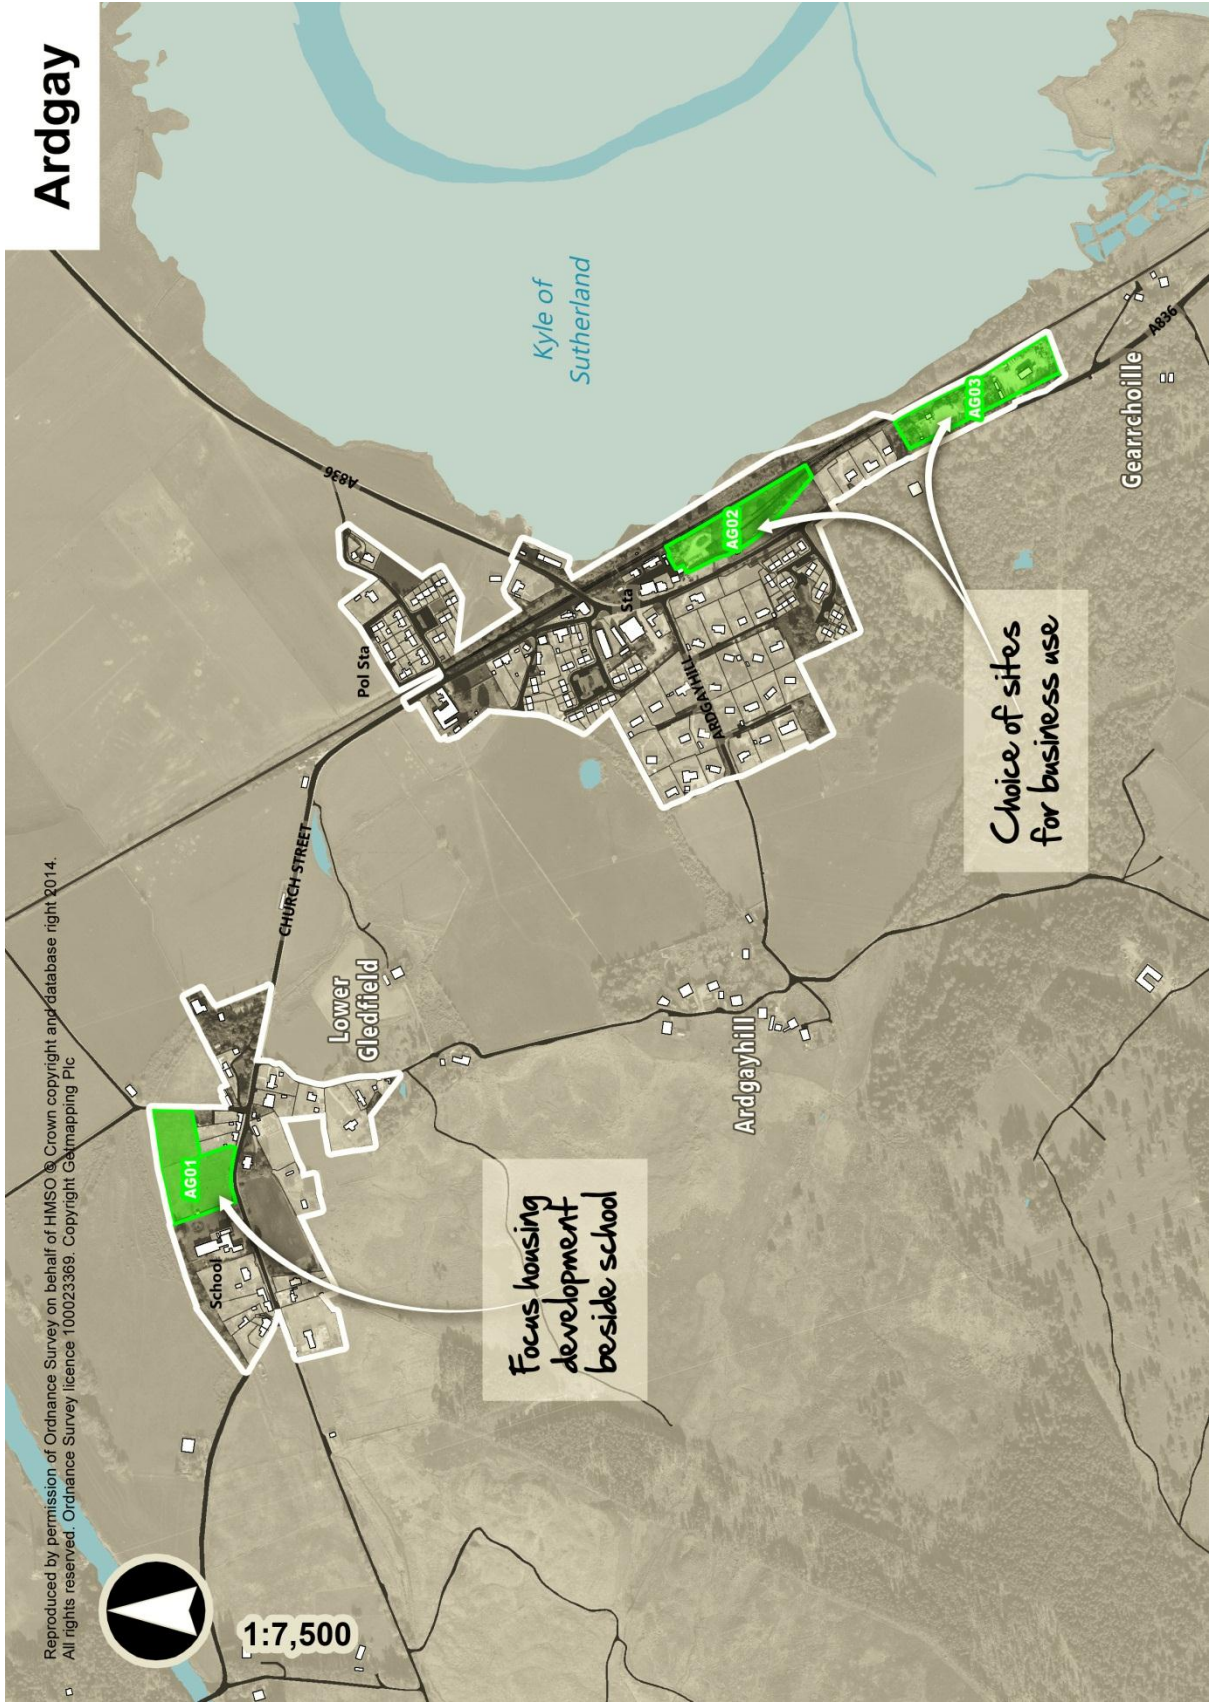 Ardgay
Reproduced by permission of Ordnance Survey on behalf of HMSO © Crown copyright and database right 2014.
All rights reserved. Ordnance Survey licence 100023369. Copyright Getmapping Plc
1:7,500
School
AG01
Lower
Gledfield
CHURCH STREET
Pol Sta
A836
Kyle of
Sutherland
Focus housing
development
beside school
Ardgayhill
ARDGAYHILL
Sta
AG02
AG03
Choice of sites
for business use
Gearrchoille
A836